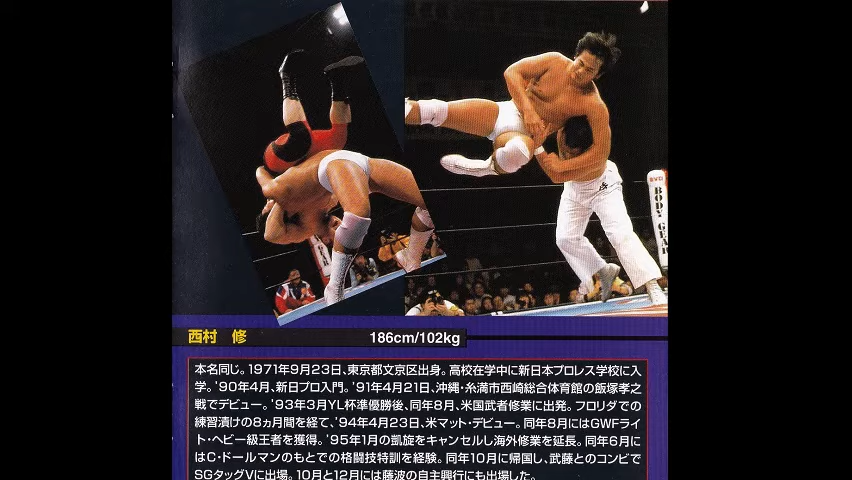 BVD
BODY GEAR
西村 修
186cm/102kg
本名同じ。1971年9月23日、東京都文京区出身。高校在学中に新日本プロレス学校に入
学。'90年4月、新日プロ入門。'91年4月21日、沖縄・糸満市西崎総合体育館の飯塚孝之
戦でデビュー。'93年3月YL杯準優勝後、同年8月、米国武者修業に出発。フロリダでの
練習漬けの8ヵ月間を経て、'94年4月23日、米マット・デビュー。同年8月にはGWFライ
ト・ヘビー級王者を獲得。'95年1月の凱旋をキャンセルし海外修業を延長。同年6月に
はC・ドールマンのもとでの格闘技特訓を経験。同年10月に帰国し、武藤とのコンビで
SGタッグVに出場。10月と12月には藤波の自主興行にも出場した。